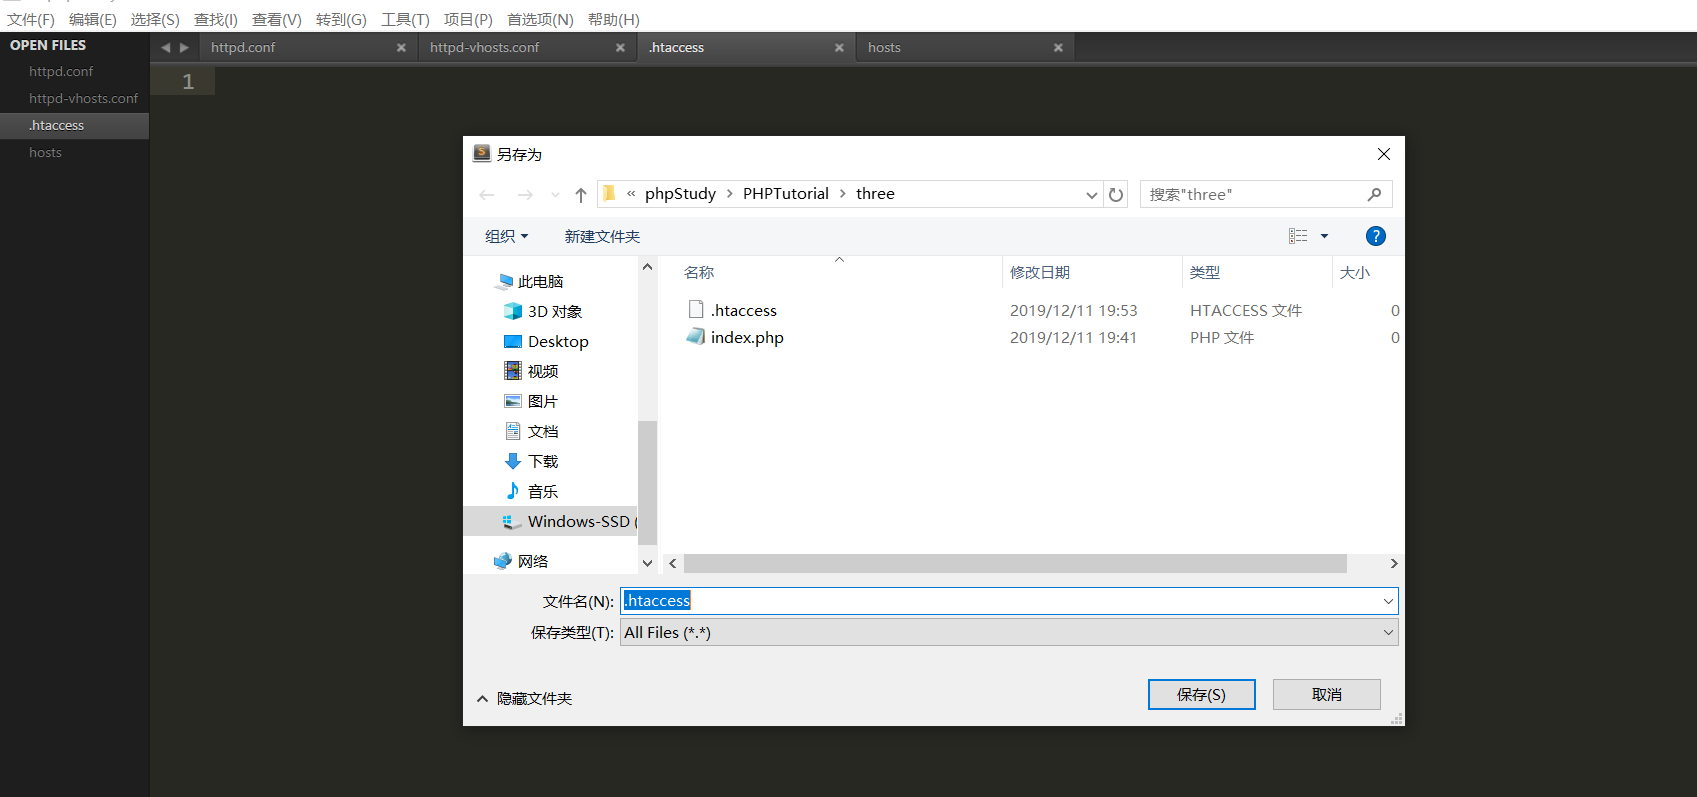 文件(F) 编辑(E) 选择(S) 查找(I) 查看(V) 转到(G) 工具(T) 项目(P) 首选项(N) 帮助(H)
OPEN FILES
httpd.conf
httpd-vhosts.conf
.htaccess
hosts
httpd.conf × httpd-vhosts.conf × .htaccess × hosts ×
1
另存为
« phpStudy › PHPTutorial › three
搜索"three"
组织 新建文件夹
?
此电脑
3D 对象
Desktop
视频
图片
文档
下载
音乐
Windows-SSD (
网络
名称 修改日期 类型 大小
.htaccess 2019/12/11 19:53 HTACCESS 文件 0
index.php 2019/12/11 19:41 PHP 文件 0
文件名(N): .htaccess
保存类型(T): All Files (*.*)
隐藏文件夹
保存(S) 取消